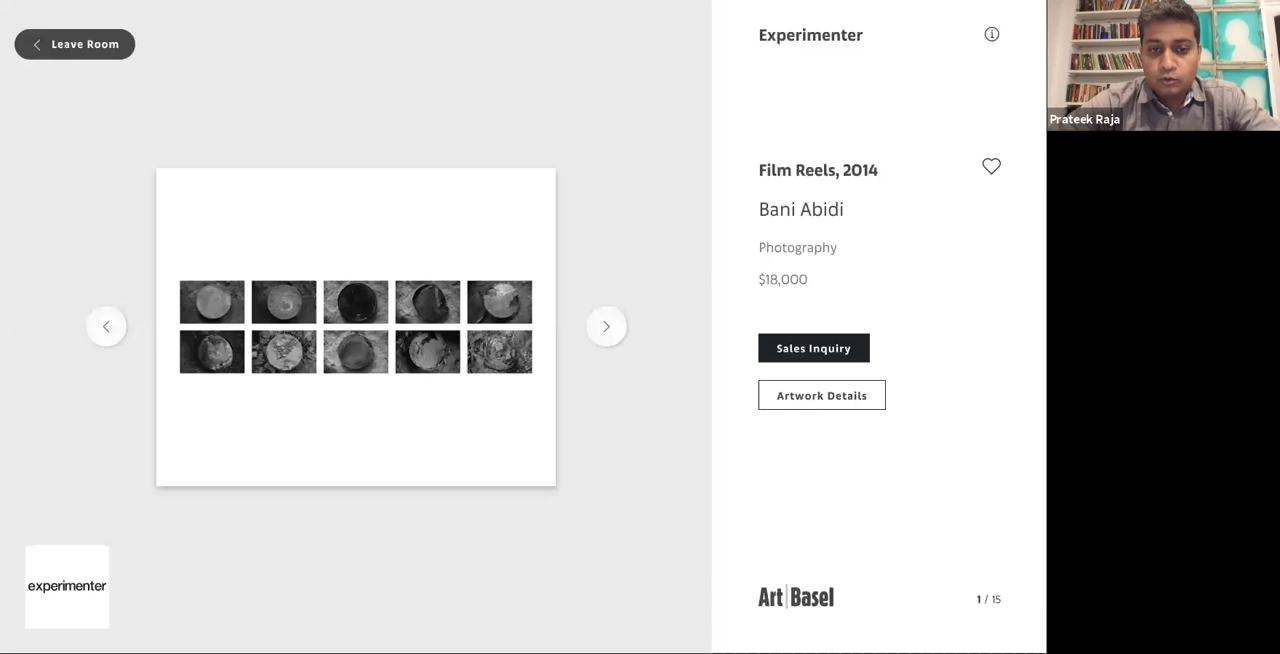 Leave Room
Experimenter
Film Reels, 2014
Bani Abidi
Photography
$18,000
Sales Inquiry
Artwork Details
experimenter
Art Basel
1 / 15
Prateek Raja